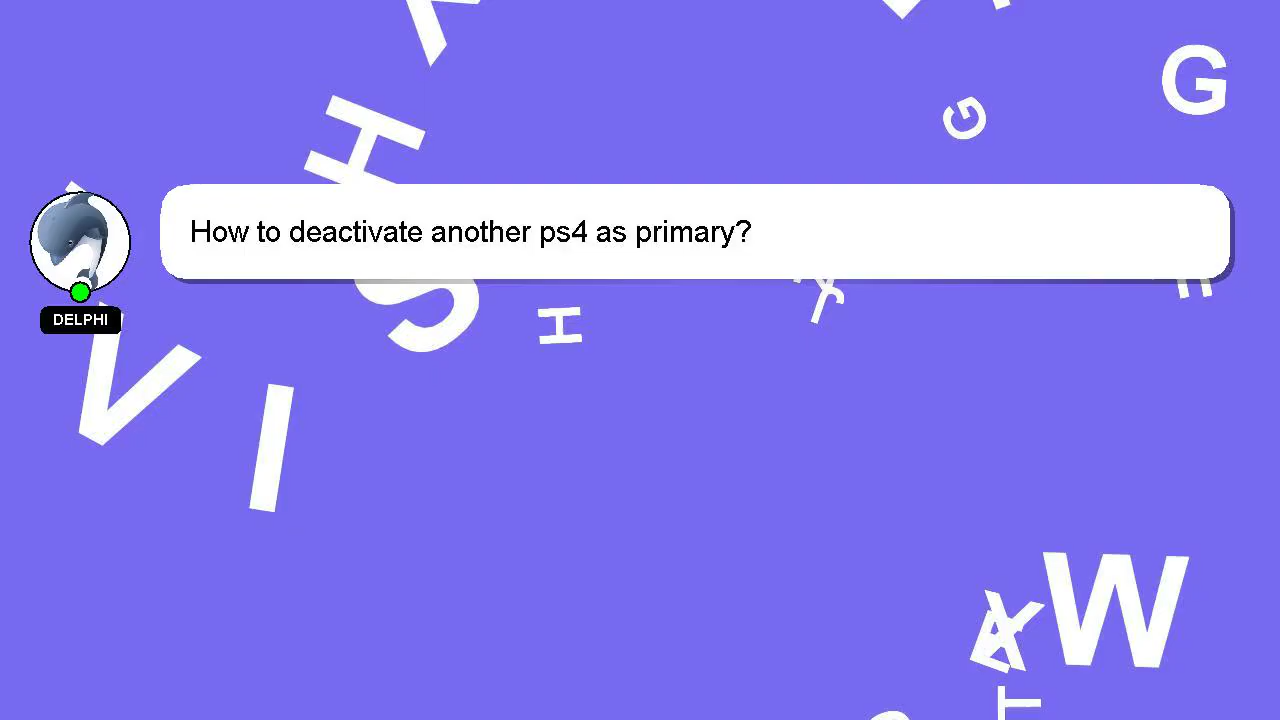 How to deactivate another ps4 as primary?
DELPHI
G
G
H
S
H
V
I
W
X
T